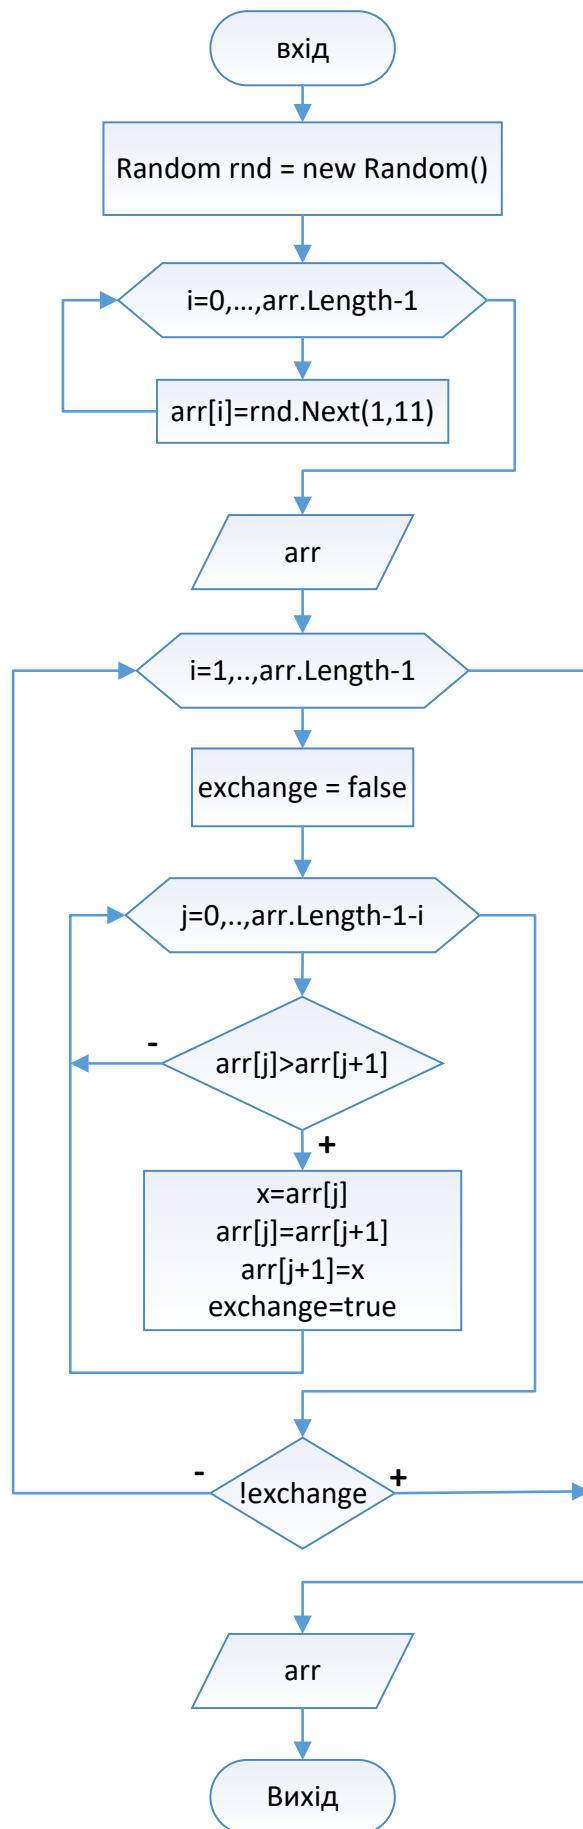 вхід
Random rnd = new Random()
i=0,...,arr.Length-1
arr[i]=rnd.Next(1,11)
arr
i=1,..,arr.Length-1
exchange = false
j=0,..,arr.Length-1-i
-
arr[j]>arr[j+1]
+
x=arr[j]
arr[j]=arr[j+1]
arr[j+1]=x
exchange=true
-
!exchange
+
arr
Вихід